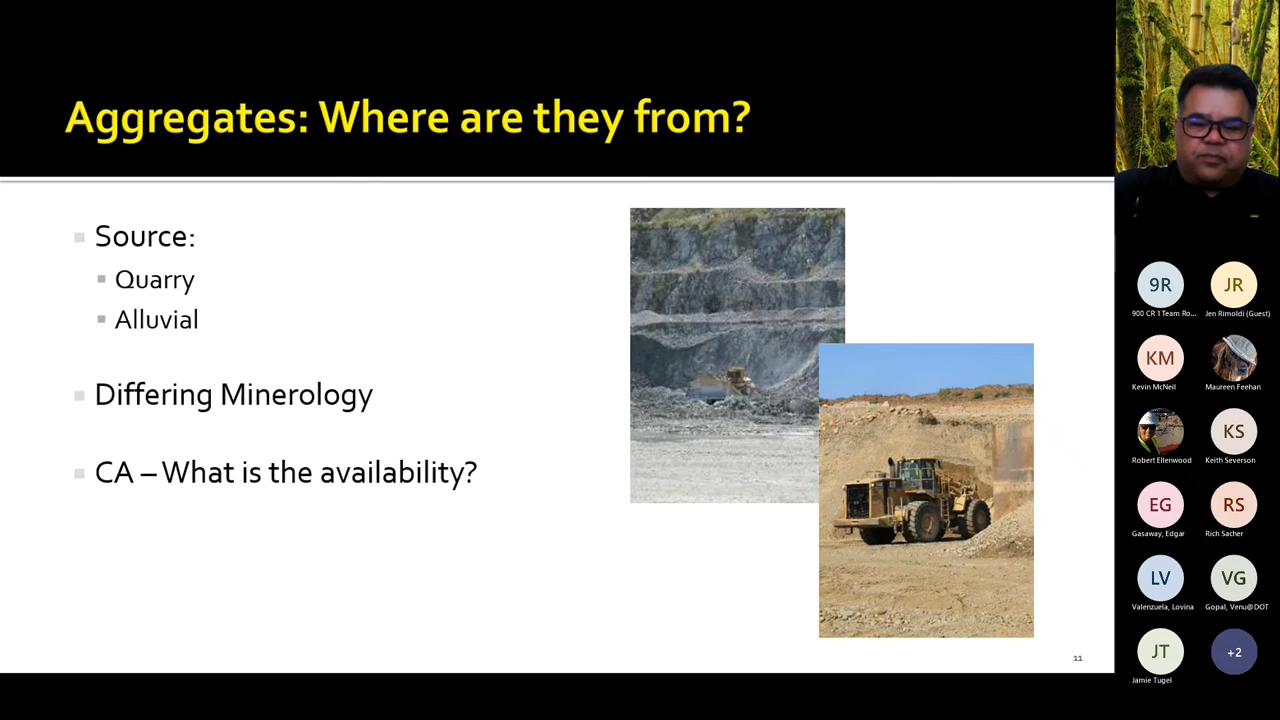 Aggregates: Where are they from?
Source:
Quarry
Alluvial
Differing Minerology
CA – What is the availability?
11
9R
JR
900 CR 1 Team Ro...
Jen Rimoldi (Guest)
KM
Kevin McNeil
Maureen Feehan
KS
Robert Ellenwood
Keith Severson
EG
RS
Gasaway, Edgar
Rich Sacher
LV
VG
Valenzuela, Lovina
Gopal, Venu@DOT
JT
+2
Jamie Tugel